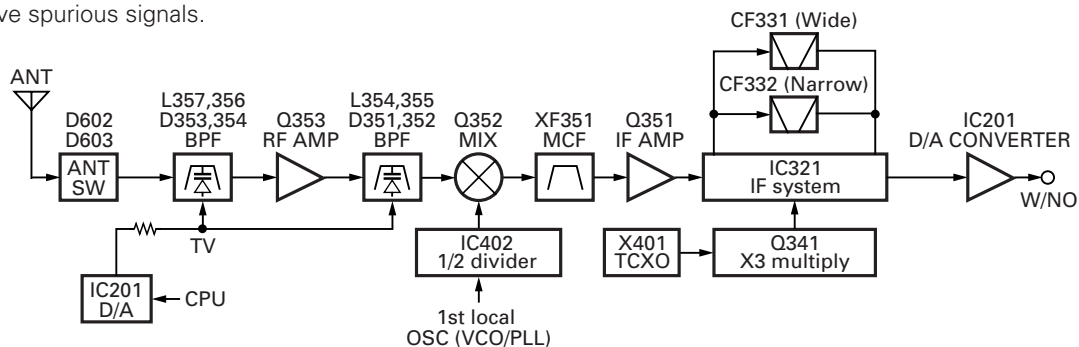 ve spurious signals.
CF331 (Wide)
CF332 (Narrow)
ANT
D602
D603
ANT
SW
L357,356
D353,354
BPF
Q353
RF AMP
L354,355
D351,352
BPF
Q352
MIX
XF351
MCF
Q351
IF AMP
IC321
IF system
IC201
D/A CONVERTER
W/NO
TV
IC201
D/A
CPU
IC402
1/2 divider
1st local
OSC (VCO/PLL)
X401
TCXO
Q341
X3 multiply